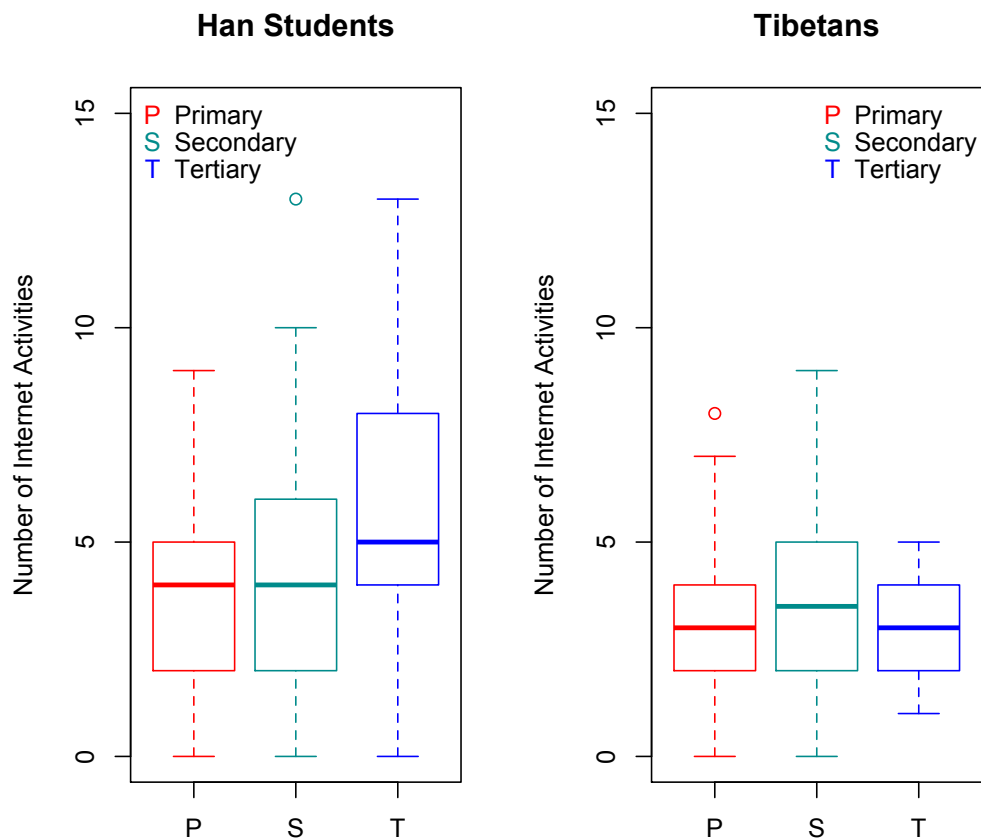 Han Students
Number of Internet Activities
15
10
5
0
P Primary
S Secondary
T Tertiary
P S T
Tibetans
Number of Internet Activities
15
10
5
0
P Primary
S Secondary
T Tertiary
P S T